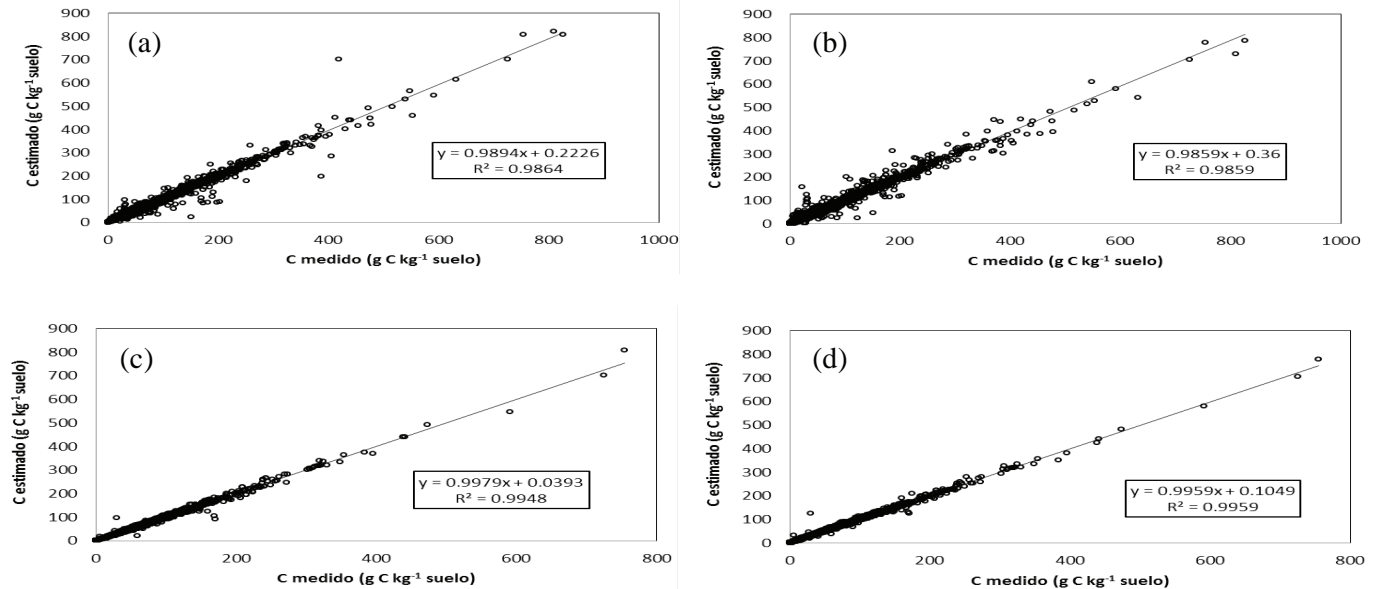 (a)
C estimado (g C kg⁻¹ suelo)
900
800
700
600
500
400
300
200
100
0
y = 0.9894x + 0.2226
R² = 0.9864
0 200 400 600 800 1000
C medido (g C kg⁻¹ suelo)
(b)
C estimado (g C kg⁻¹ suelo)
900
800
700
600
500
400
300
200
100
0
y = 0.9859x + 0.36
R² = 0.9859
0 200 400 600 800 1000
C medido (g C kg⁻¹ suelo)
(c)
C estimado (g C kg⁻¹ suelo)
900
800
700
600
500
400
300
200
100
0
y = 0.9979x + 0.0393
R² = 0.9948
0 200 400 600 800
C medido (g C kg⁻¹ suelo)
(d)
C estimado (g C kg⁻¹ suelo)
900
800
700
600
500
400
300
200
100
0
y = 0.9959x + 0.1049
R² = 0.9959
0 200 400 600 800
C medido (g C kg⁻¹ suelo)